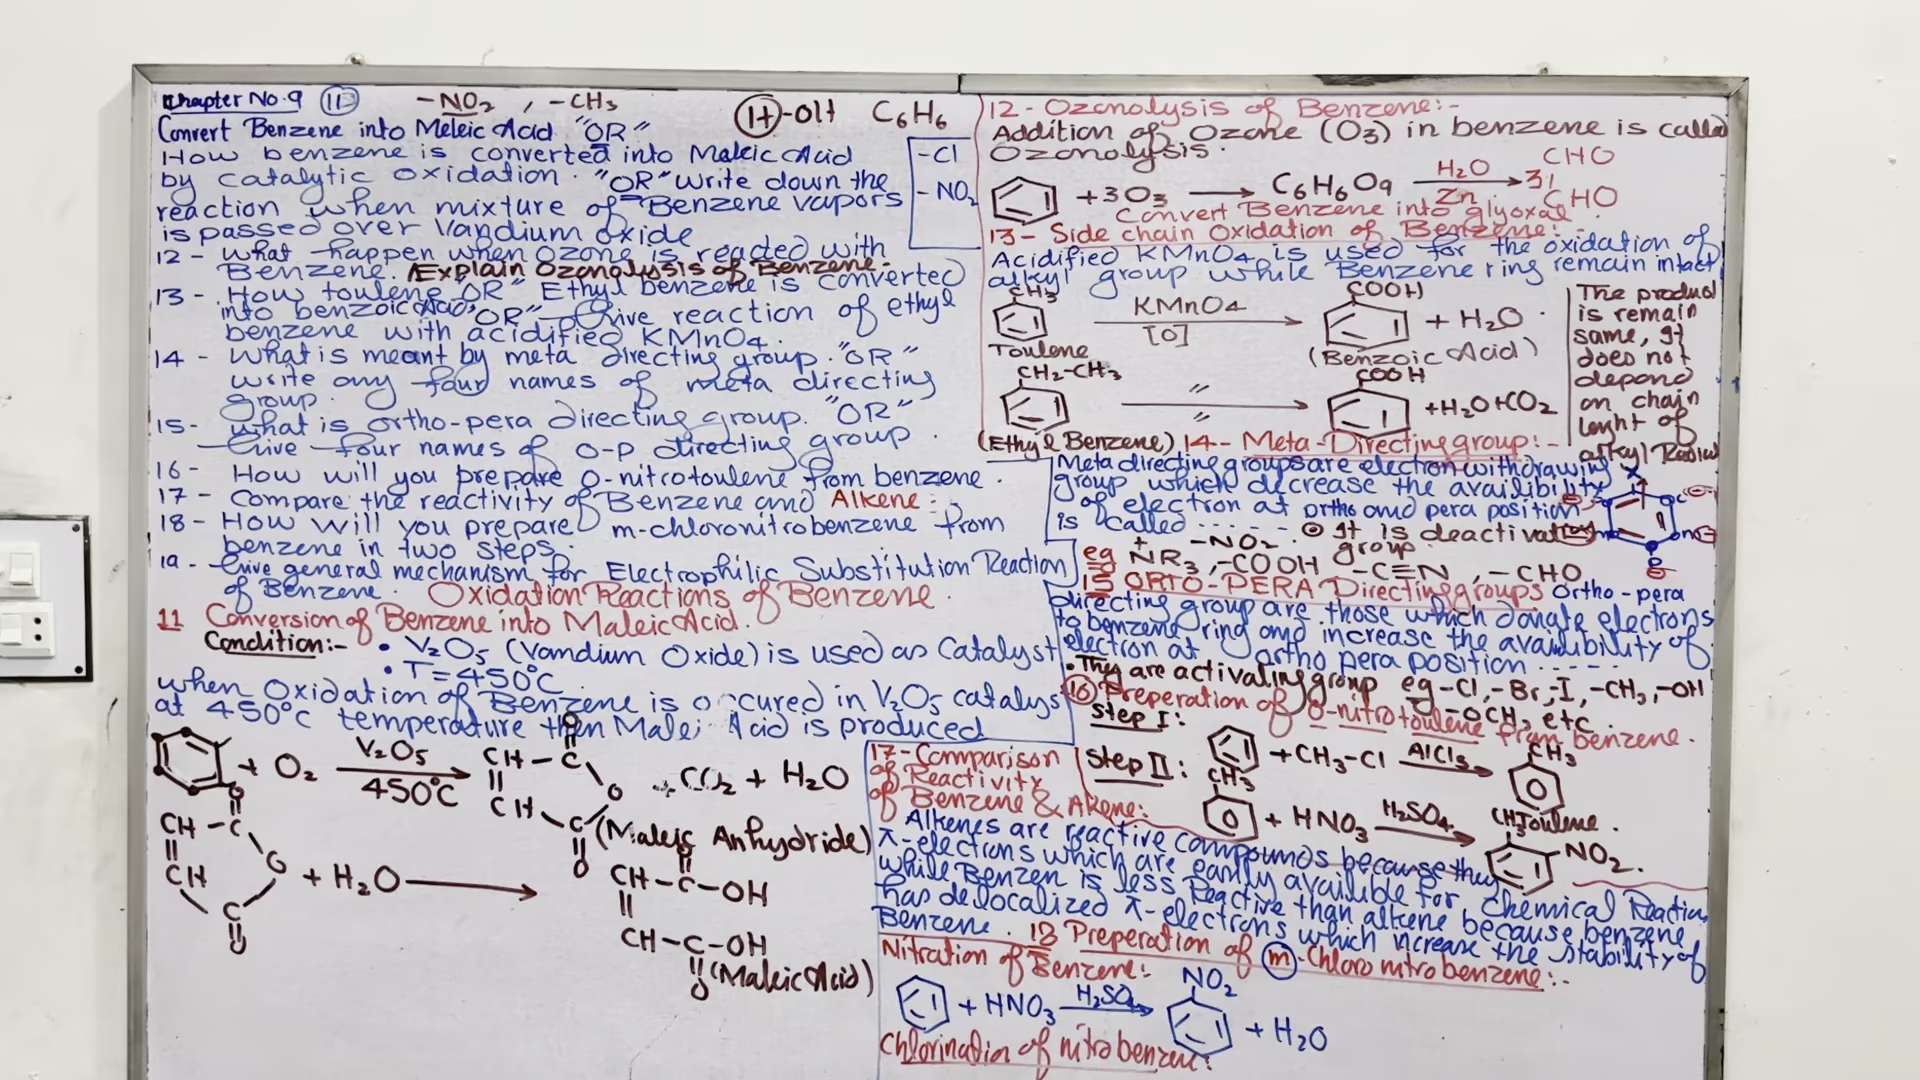 Chapter No.9 (11) -NO2 , -CH3 (H)-OH C6H6
Convert Benzene into Meleic Acid "OR"
How benzene is converted into Maleic Acid
by catalytic oxidation. "OR" write down the
reaction when mixture of Benzene vapors
is passed over Vandium oxide
-Cl
-NO2
12 - what happen when ozone is reacted with
Benzene. Explain Ozonolysis of Benzene.
13 - How toulene "OR" Ethyl benzene is converted
into benzoic Acid, "OR" Give reaction of ethyl
benzene with acidified KMnO4.
14 - What is meant by meta directing group. "OR"
write any four names of meta directing
group.
15- what is ortho-pera directing group. "OR"
Give four names of o-p directing group.
16 - How will you prepare o-nitrotoulene from benzene.
17 - Compare the reactivity of Benzene and Alkene:
18 - How will you prepare m-chloronitrobenzene from
benzene in two steps.
19 - Give general mechanism for Electrophilic Substitution Reaction
of Benzene. Oxidation Reactions of Benzene.
11 Conversion of Benzene into Maleic Acid.
Condition:- • V2O5 (Vandium Oxide) is used as Catalyst
• T=450°C.
when Oxidation of Benzene is occured in V2O5 catalys
at 450°C temperature then Malei Acid is produced
+ O2 V2O5 450°C CH-C O CH C O O + CO2 + H2O
(Maleic Anhydride)
CH-C O CH C O O + H2O
CH-C-OH O
CH-C-OH O
(Maleic Acid)
12- Ozonolysis of Benzene:-
Addition of Ozone (O3) in benzene is called
Ozonolysis.
+3O3 C6H6O9 H2O Zn 3 CHO CHO
Convert Benzene into glyoxal.
13- Side chain Oxidation of Benzene:-
Acidified KMnO4 is used for the oxidation of
alkyl group while Benzene ring remain intact
CH3 KMnO4 [O] COOH + H2O.
Toulene (Benzoic Acid)
CH2-CH3 COOH +H2O+CO2
(Ethyl Benzene)
The product
is remain
same, It
does not
depend
on chain
lenght of
alkyl Radical
14- Meta-Directing group:-
Meta directing groups are electron withdrawing
group which decrease the availibility
of electron at ortho and pera position
is called ...... It is deactivating
group.
eg NR3+, -NO2, -COOH -C≡N, -CHO
15 ORTO-PERA Directing groups Ortho-pera
directing group are those which donate electrons
to benzene ring and increase the availibility of
electron at ortho pera position ......
• They are activating group eg -Cl, -Br, -I, -CH3, -OH
-OCH3 etc.
16 Preperation of O-nitrotoulene from benzene.
Step I: +CH3-Cl AlCl3 CH3
Toulene.
Step II: CH3 + HNO3 H2SO4 CH3 NO2.
17-Comparison
of Reactivity
of Benzene & Alkene:
Alkenes are reactive compounds because they
π-electrons which are easily availible for Chemical Reaction
while Benzen is less Reactive than alkene because benzene
has delocalized π-electrons which increase the stability of
Benzene. 18 Preperation of (m)-Chloro nitro benzene:-
Nitration of Benzene:
+ HNO3 H2SO4 NO2 + H2O
Chlorination of nitrobenzene: